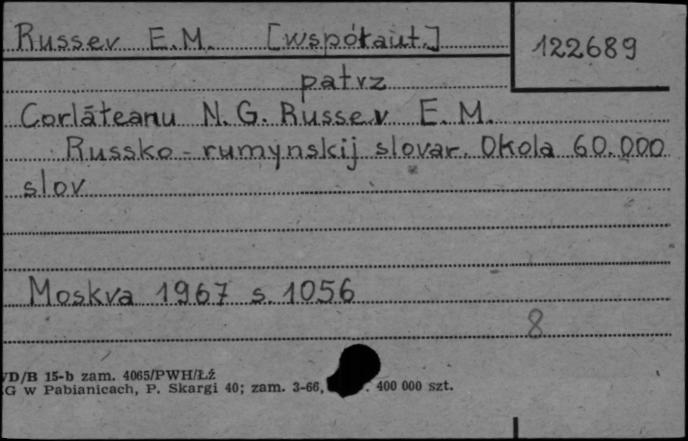 Russev E.M. [współaut.]
122689
patrz
Corlăteanu N.G. Russev E.M.
Russko-rumynskij slovar. Okola 60.000
slov
Moskva 1967 s. 1056
8
D/B 15-b zam. 4065/PWH/Łź
G w Pabianicach, P. Skargi 40; zam. 3-66, 400 000 szt.